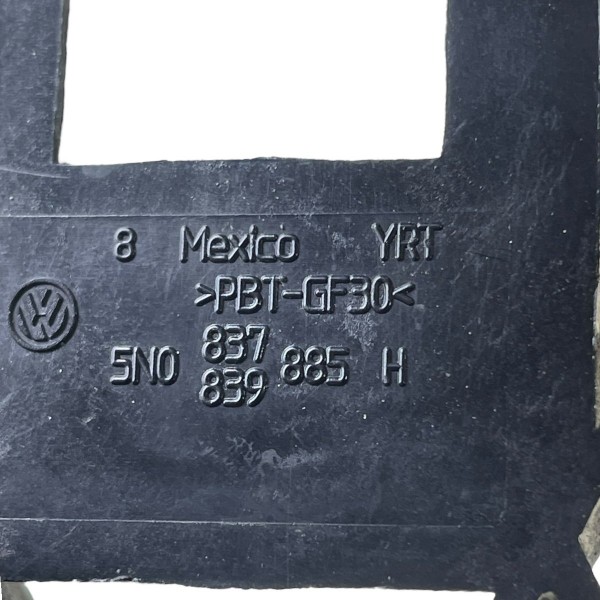 8 Mexico YRT
>PBT-GF30<
837
5N0 885 H
839